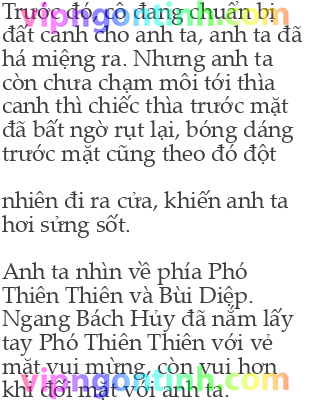 Trước đó, cô đang chuẩn bị
đất canh cho anh ta, anh ta đã
há miệng ra. Nhưng anh ta
còn chưa chạm môi tới thìa
canh thì chiếc thìa trước mặt
đã bất ngờ rụt lại, bóng dáng
trước mặt cũng theo đó đột
nhiên đi ra cửa, khiến anh ta
hơi sửng sốt.
Anh ta nhìn về phía Phó
Thiên Thiên và Bùi Diệp.
Ngang Bách Hủy đã nắm lấy
tay Phó Thiên Thiên với vẻ
mặt vui mừng, còn vui hơn
khi đối mặt với anh ta.
vipngontinh.com
vipngontinh.com